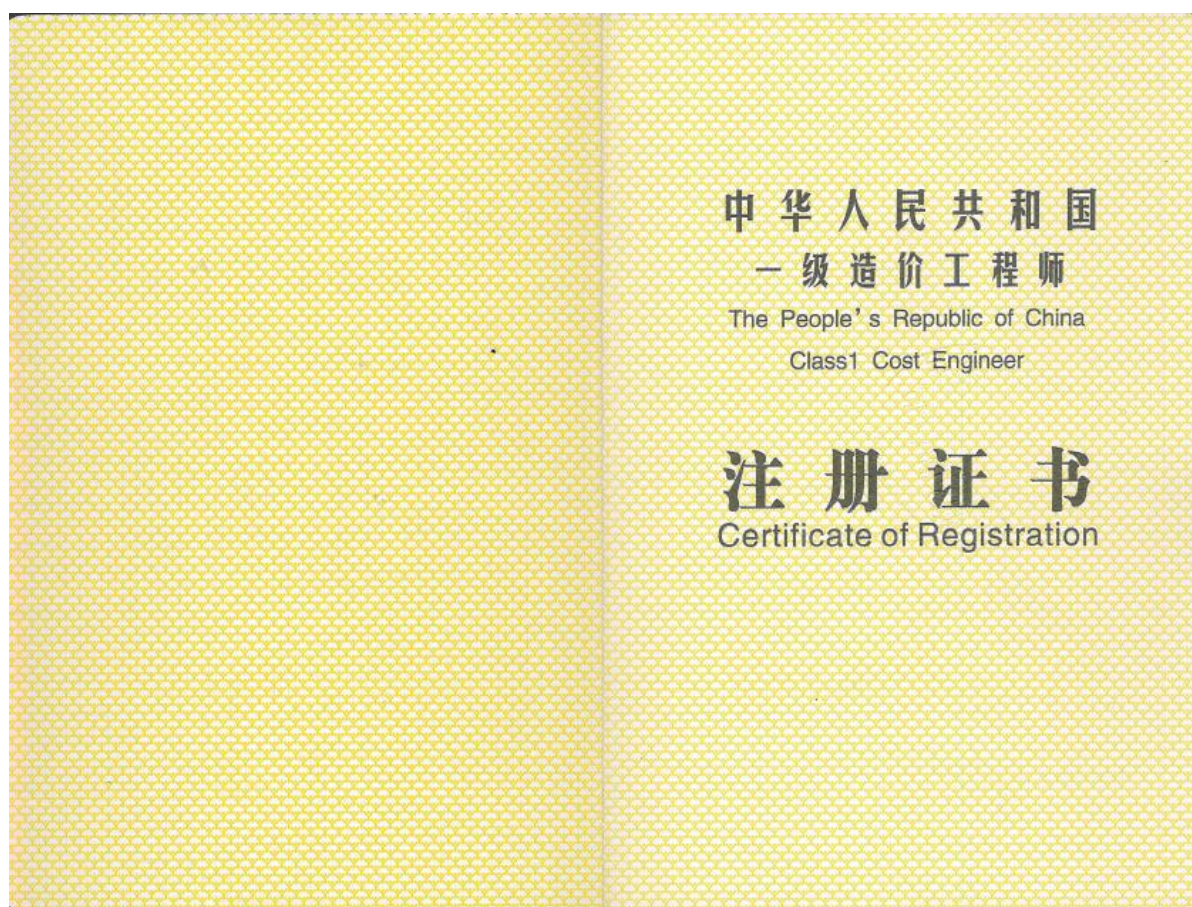 中华人民共和国
一级造价工程师
The People's Republic of China
Class1 Cost Engineer
注册证书
Certificate of Registration